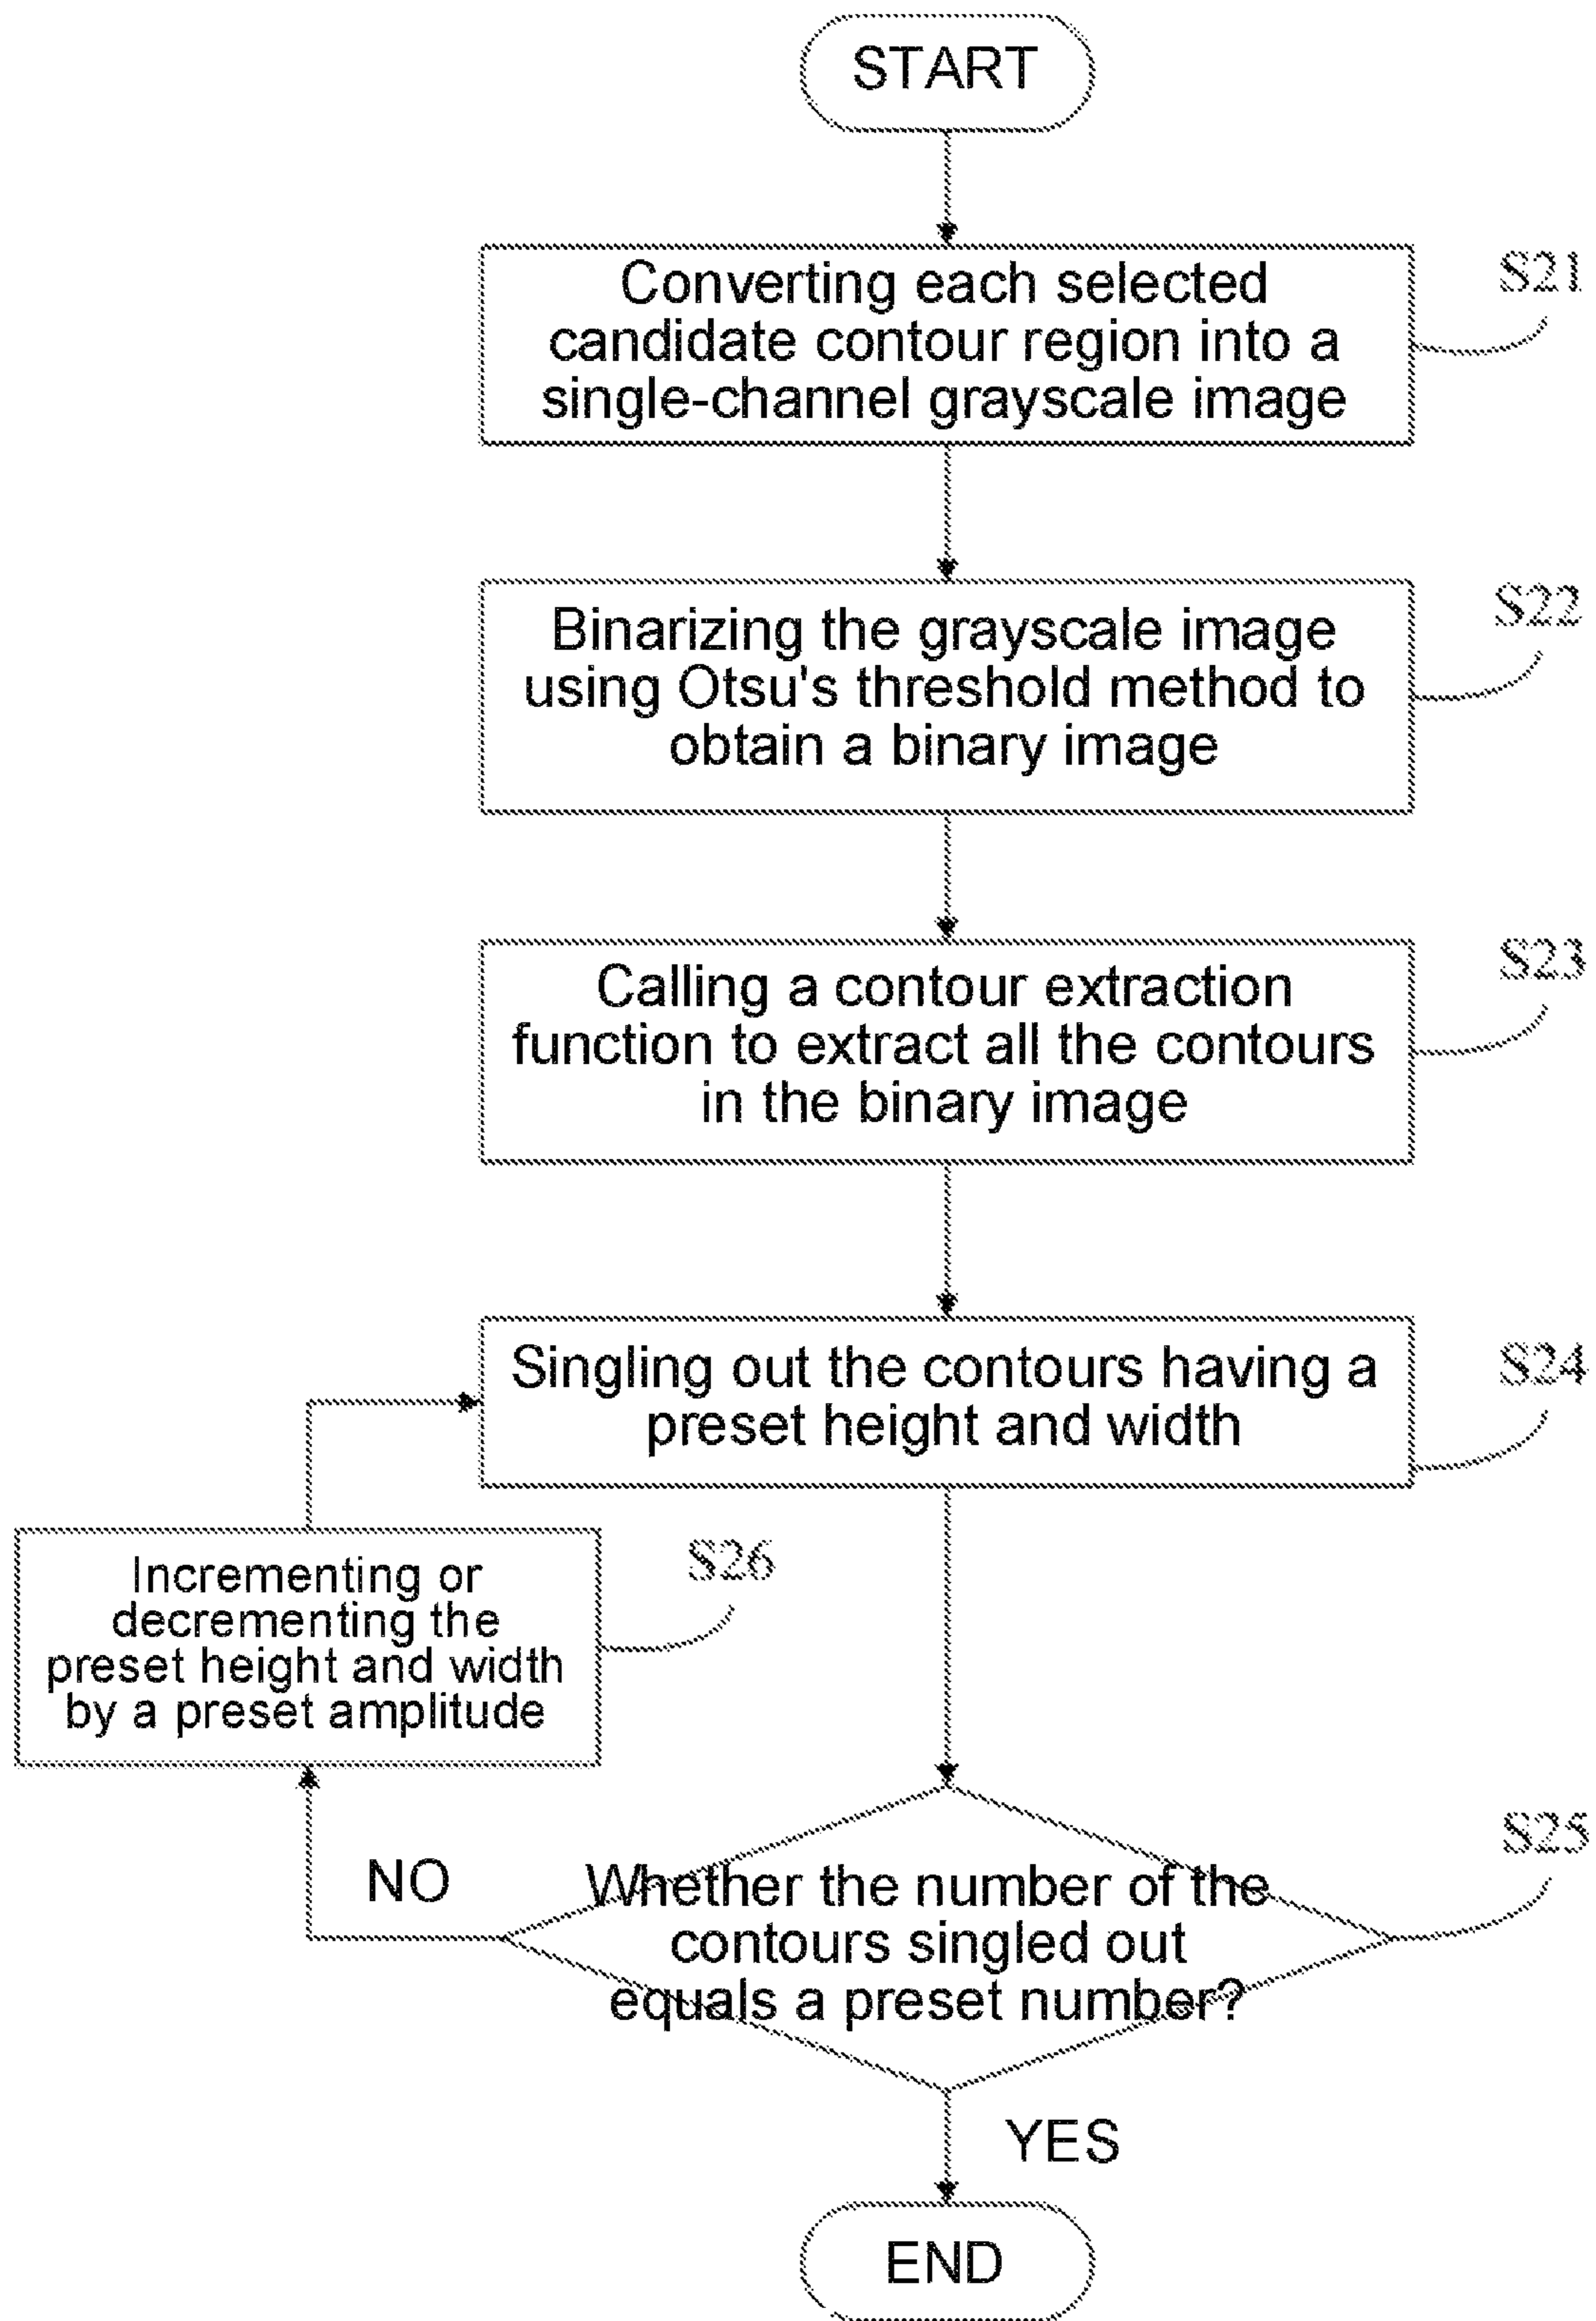 START
Converting each selected
candidate contour region into a
single-channel grayscale image
S21
Binarizing the grayscale image
using Otsu's threshold method to
obtain a binary image
S22
Calling a contour extraction
function to extract all the contours
in the binary image
S23
Singling out the contours having a
preset height and width
S24
Incrementing or
decrementing the
preset height and width
by a preset amplitude
S26
NO
Whether the number of the
contours singled out
equals a preset number?
S25
YES
END